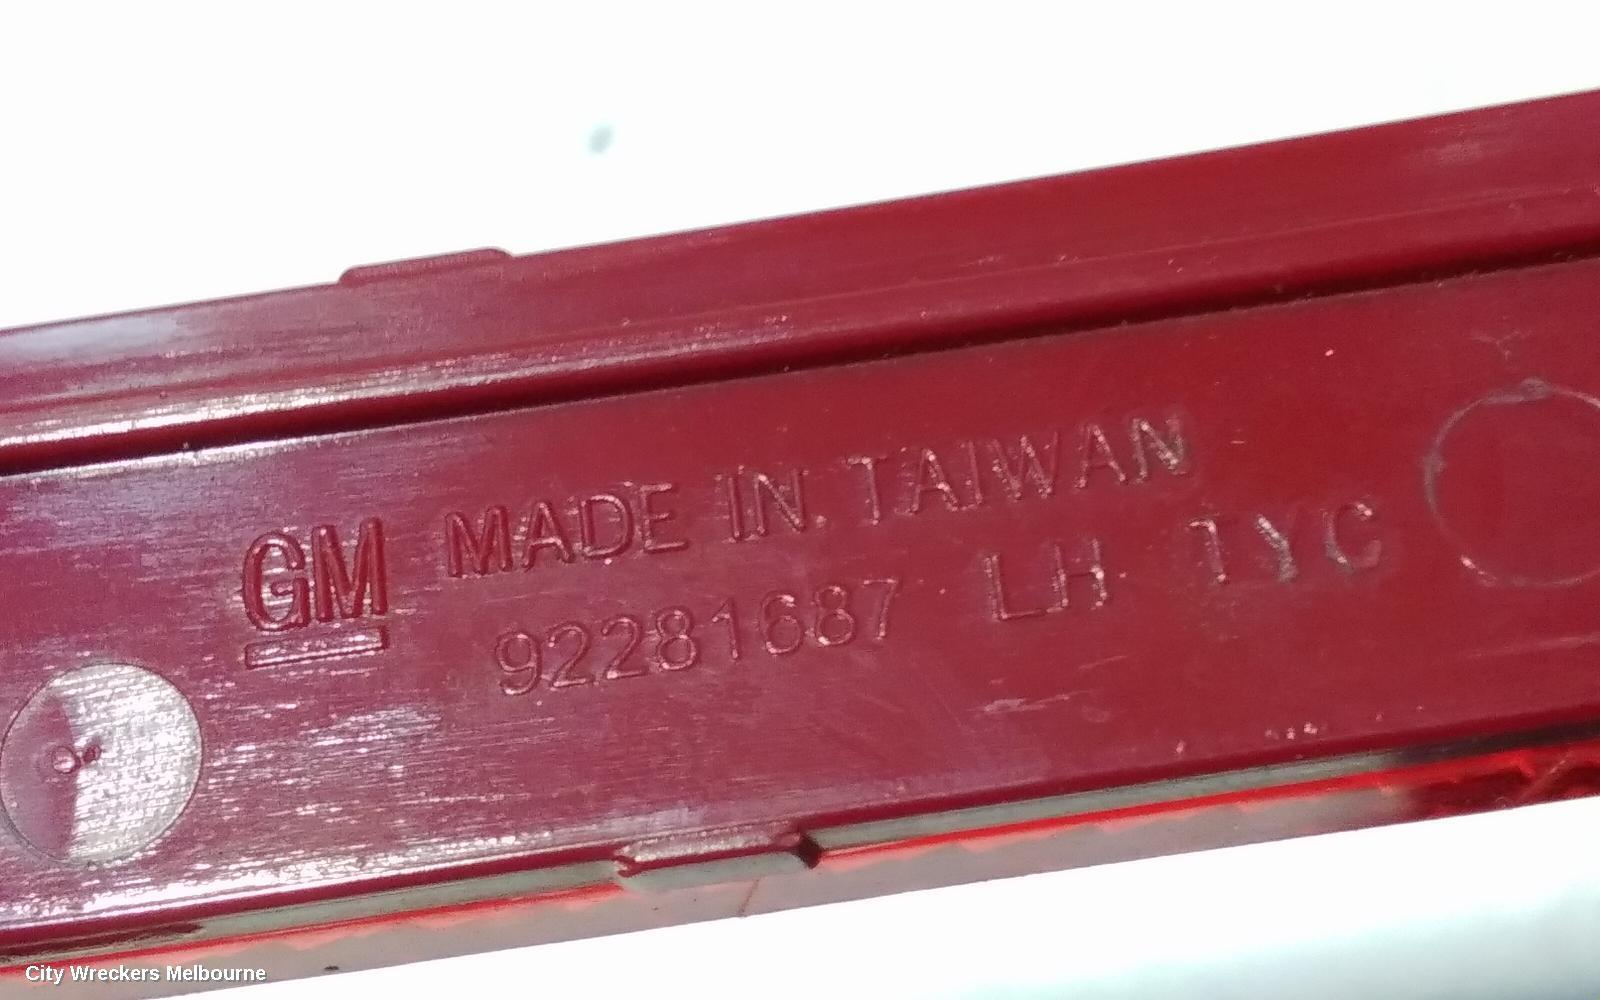 GM MADE IN TAIWAN
92281687 LH TYC
City Wreckers Melbourne